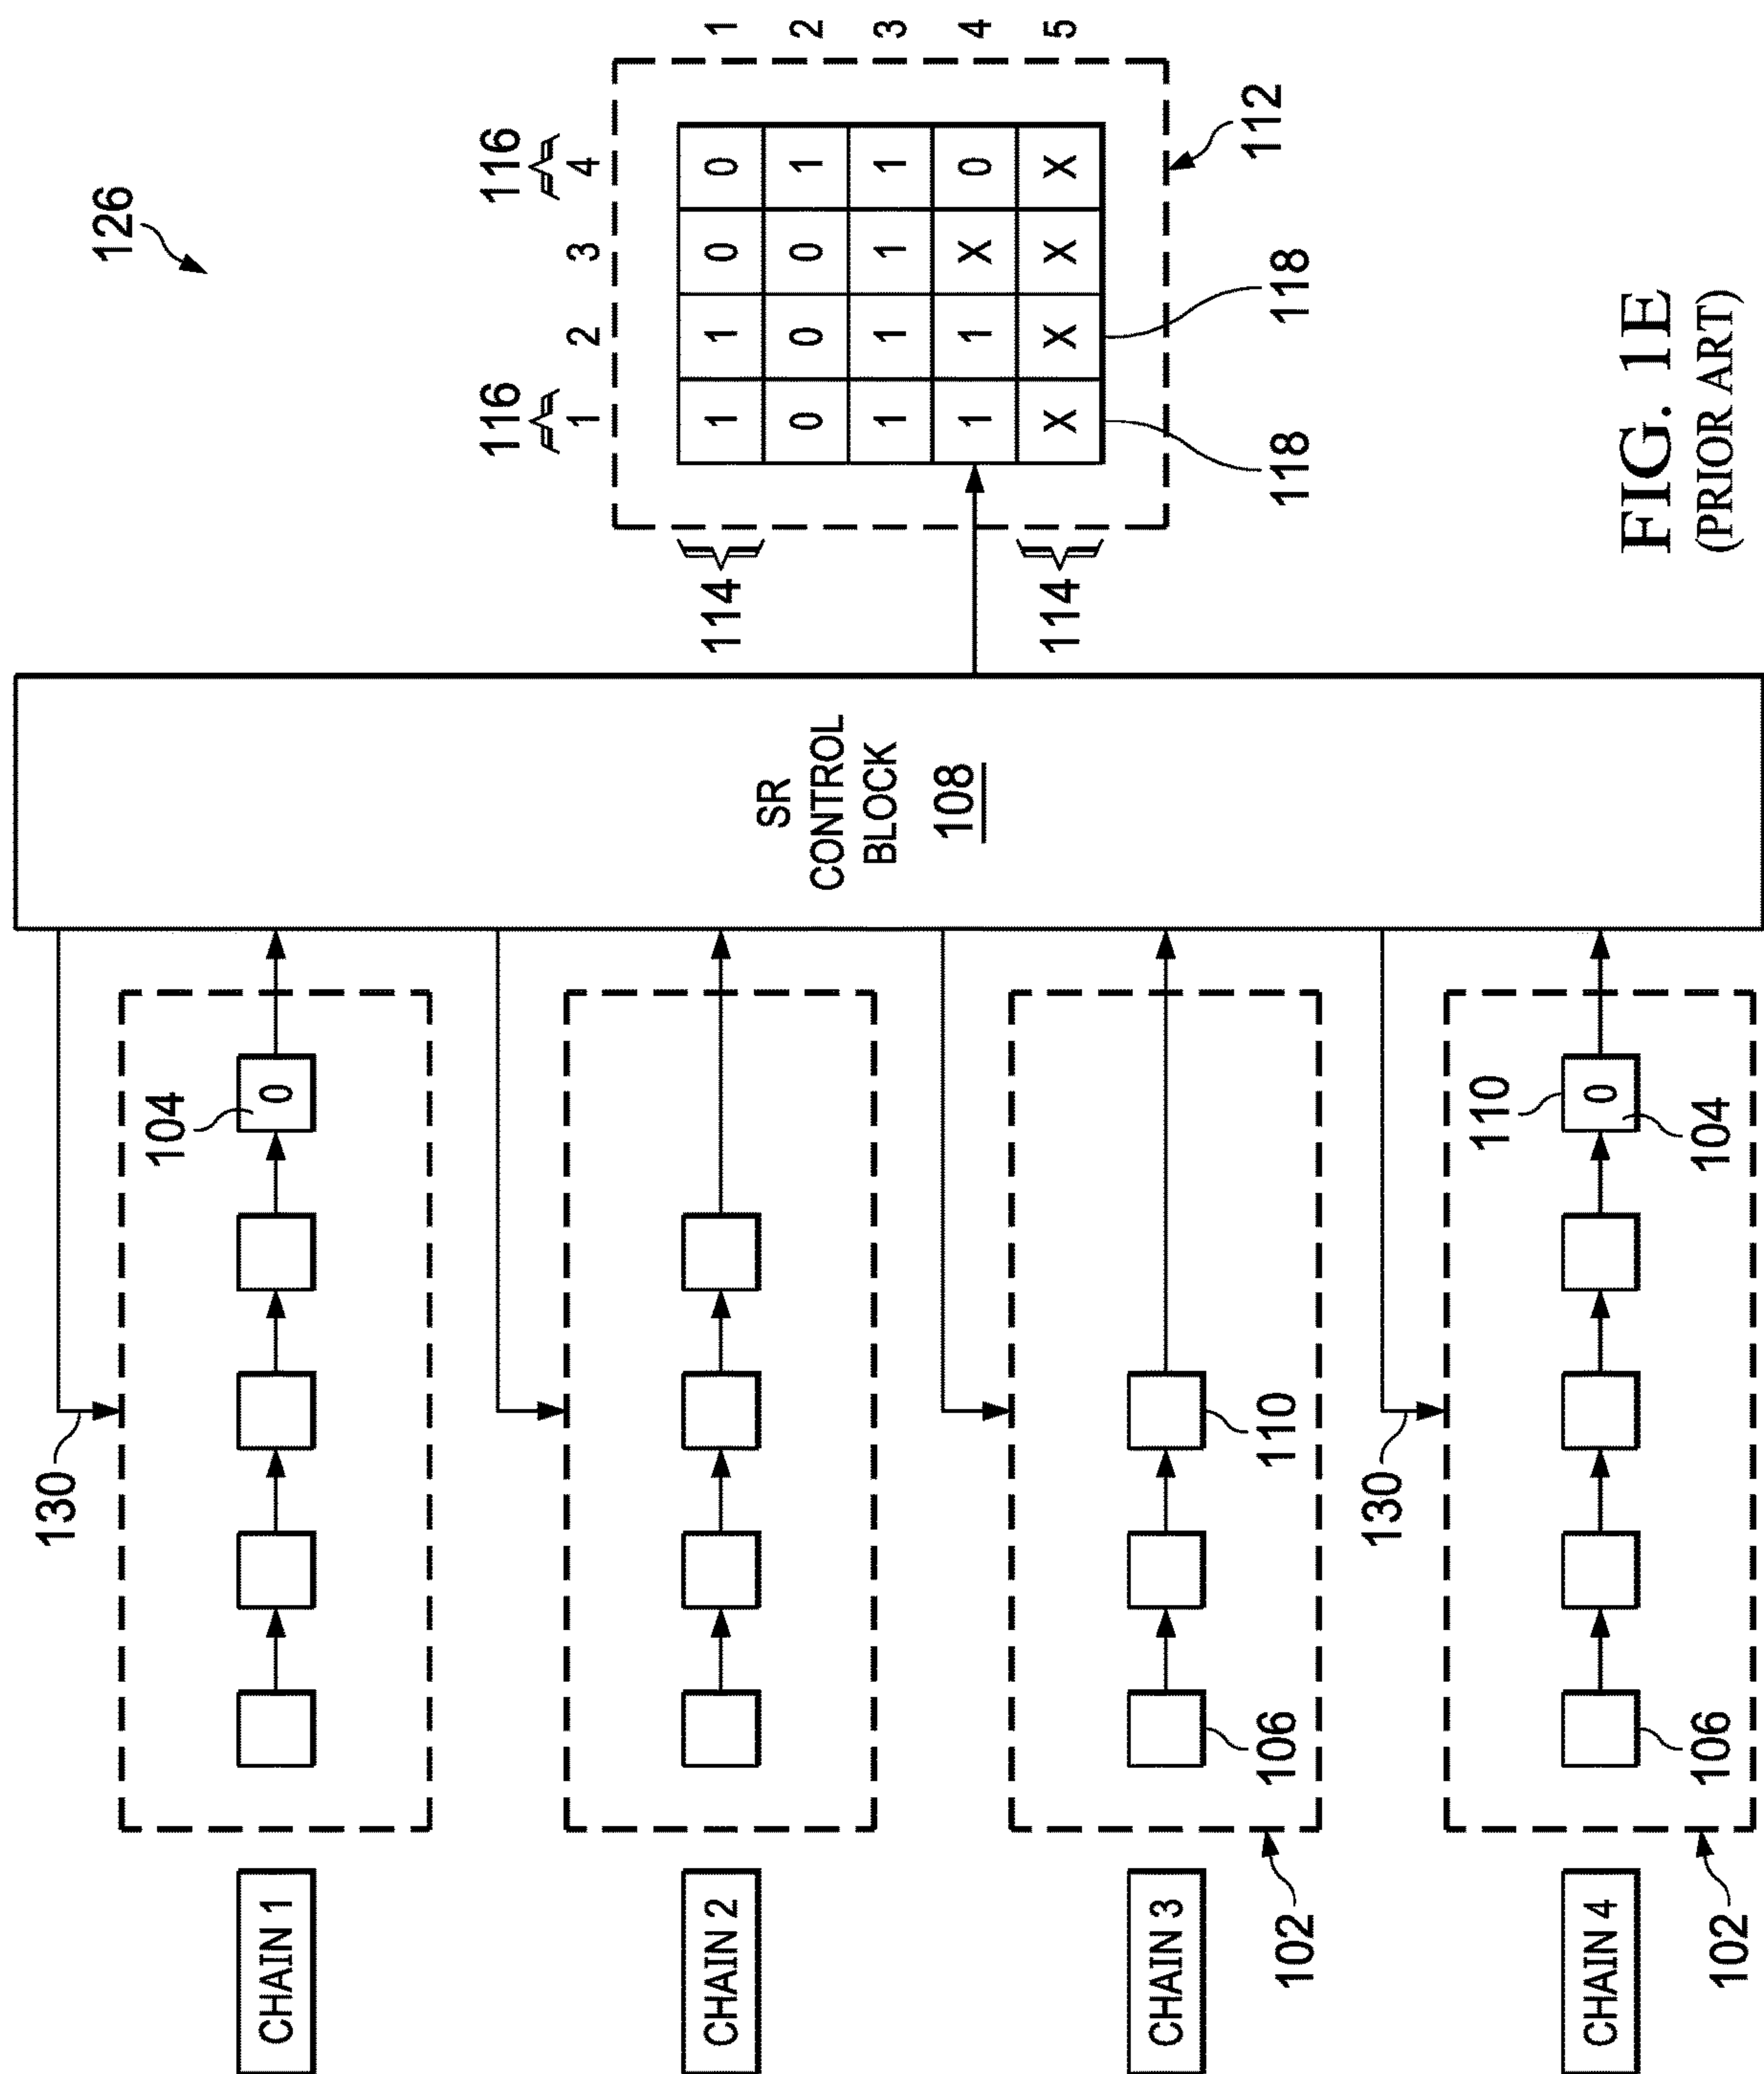 126
130
104
CHAIN 1
0
CHAIN 2
CHAIN 3
110
106
102
130
110
CHAIN 4
0
104
106
102
SR
CONTROL
BLOCK
108
116 116
1 2 3 4
114
1 1 0 0 1
0 0 0 1 2
1 1 1 1 3
1 1 X 0 4
114
X X X X 5
112
118 118
FIG. 1E
(PRIOR ART)